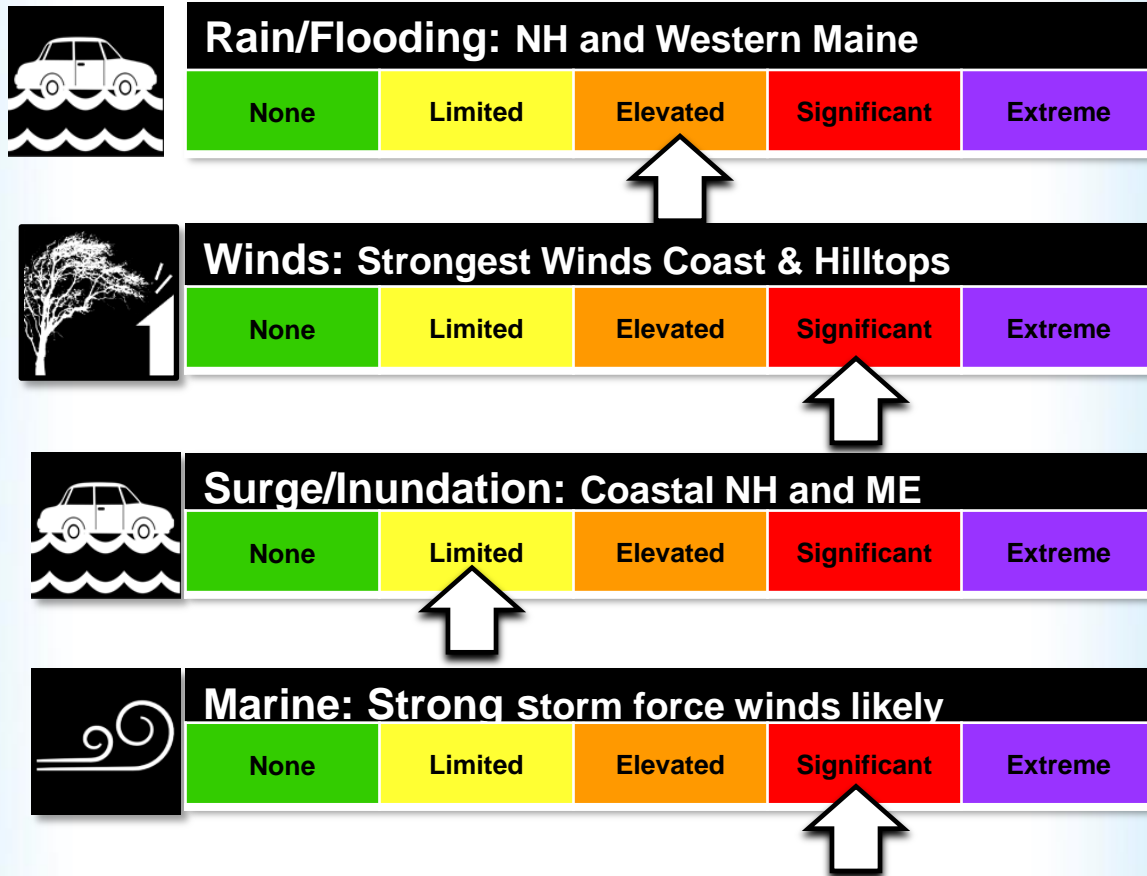 Rain/Flooding: NH and Western Maine
None Limited Elevated Significant Extreme
Winds: Strongest Winds Coast & Hilltops
None Limited Elevated Significant Extreme
Surge/Inundation: Coastal NH and ME
None Limited Elevated Significant Extreme
Marine: Strong storm force winds likely
None Limited Elevated Significant Extreme